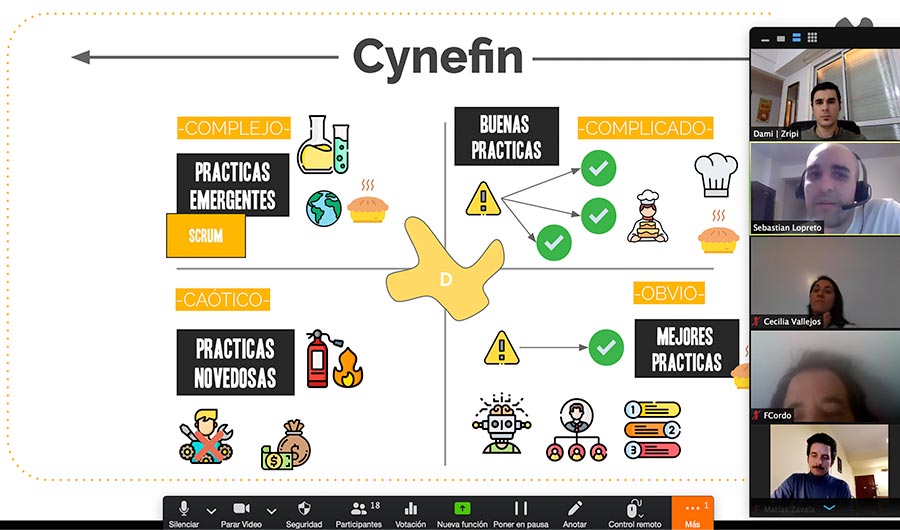 Cynefin
-COMPLEJO-
PRACTICAS
EMERGENTES
SCRUM
BUENAS
PRACTICAS
-COMPLICADO-
D
-CAÓTICO-
PRACTICAS
NOVEDOSAS
-OBVIO-
MEJORES
PRACTICAS
1
2
3
Dami | Zripi
Sebastian Lopreto
Cecilia Vallejos
FCordo
Matías Zavala
Silenciar
Parar Video
Seguridad
18
Participantes
Votación
Nueva función
Poner en pausa
Anotar
Control remoto
1
Más